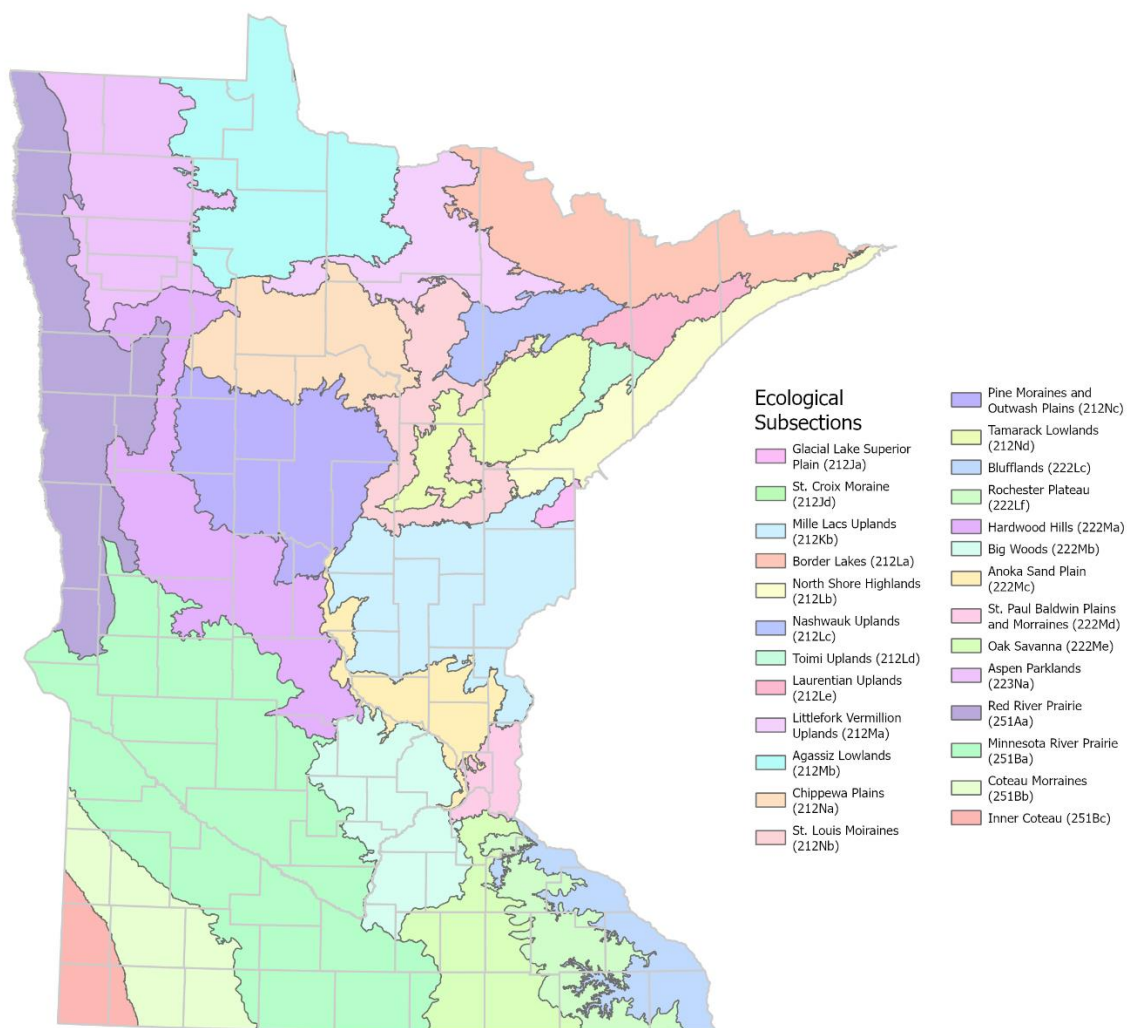 Ecological
Subsections
Glacial Lake Superior
Plain (212Ja)
St. Croix Moraine
(212Jd)
Mille Lacs Uplands
(212Kb)
Border Lakes (212La)
North Shore Highlands
(212Lb)
Nashwauk Uplands
(212Lc)
Toimi Uplands (212Ld)
Laurentian Uplands
(212Le)
Littlefork Vermillion
Uplands (212Ma)
Agassiz Lowlands
(212Mb)
Chippewa Plains
(212Na)
St. Louis Moiraines
(212Nb)
Pine Moraines and
Outwash Plains (212Nc)
Tamarack Lowlands
(212Nd)
Blufflands (222Lc)
Rochester Plateau
(222Lf)
Hardwood Hills (222Ma)
Big Woods (222Mb)
Anoka Sand Plain
(222Mc)
St. Paul Baldwin Plains
and Morraines (222Md)
Oak Savanna (222Me)
Aspen Parklands
(223Na)
Red River Prairie
(251Aa)
Minnesota River Prairie
(251Ba)
Coteau Morraines
(251Bb)
Inner Coteau (251Bc)